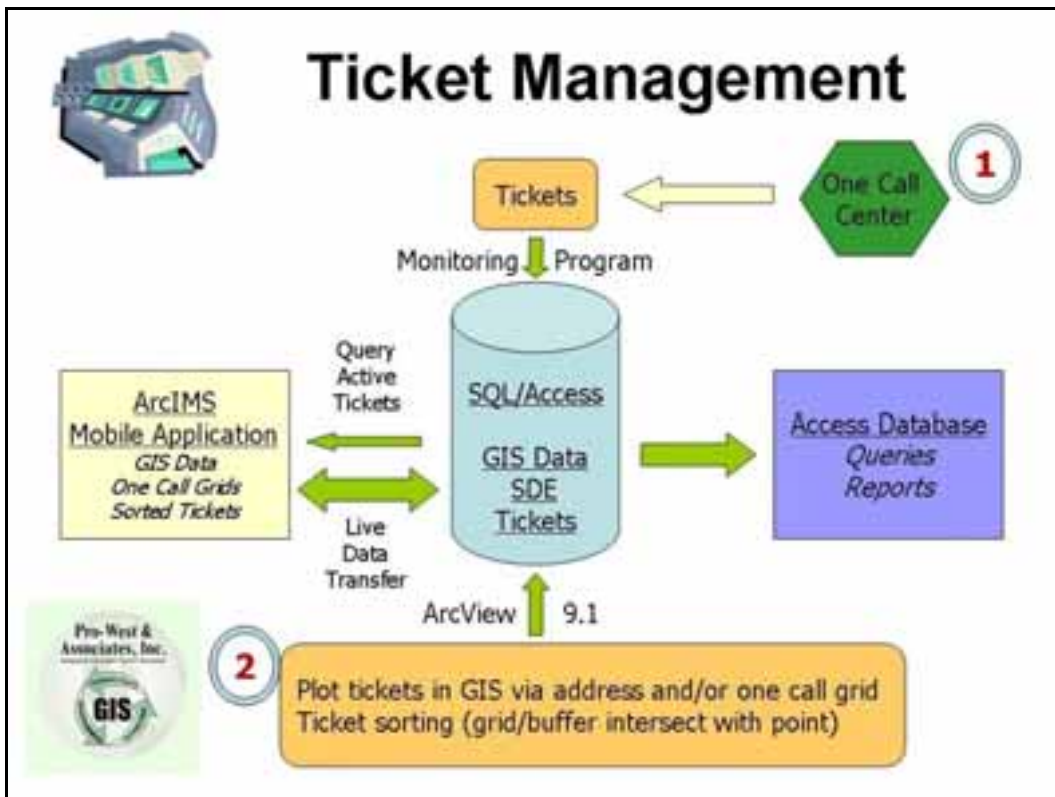 Ticket Management
1
One Call
Center
Tickets
Monitoring Program
Query
Active
Tickets
ArcIMS
Mobile Application
GIS Data
One Call Grids
Sorted Tickets
SQL/Access
GIS Data
SDE
Tickets
Access Database
Queries
Reports
Live
Data
Transfer
ArcView 9.1
Pro-West &
Associates, Inc.
GIS
2
Plot tickets in GIS via address and/or one call grid
Ticket sorting (grid/buffer intersect with point)